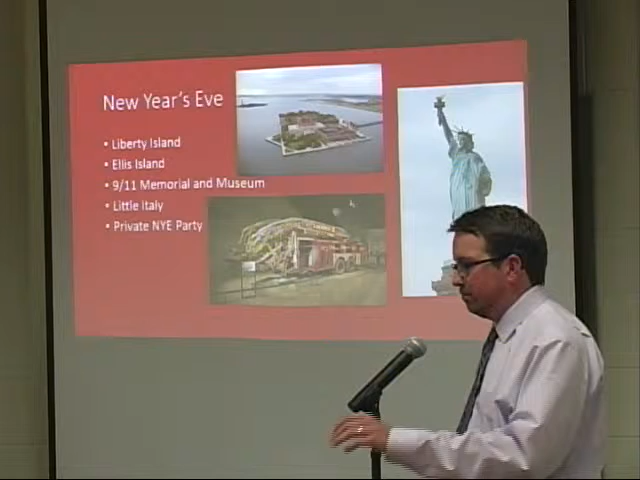 New Year's Eve
• Liberty Island
• Ellis Island
• 9/11 Memorial and Museum
• Little Italy
• Private NYE Party